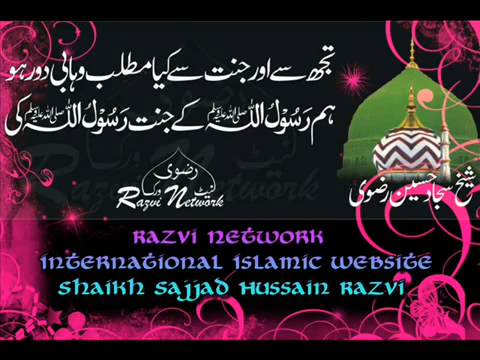 تجھ سے اور جنت سے کیا مطلب وہابی دور ہو
ہم رَسُوْلُ اللہ ﷺ کے جنت رَسُوْلُ اللہ ﷺ کی
رضوی
نیٹ ورک
Razvi Network
شیخ سجاد حسین رضوی
RAZVI NETWORK
INTERNATIONAL ISLAMIC WEBSITE
SHAIKH SAJJAD HUSSAIN RAZVI